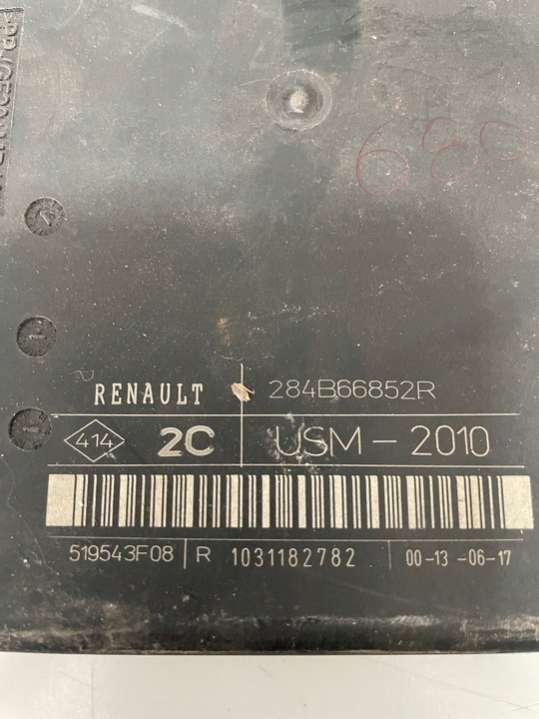 RENAULT 284B66852R
414 2C USM-2010
519543F08 R 1031182782 00-13-06-17